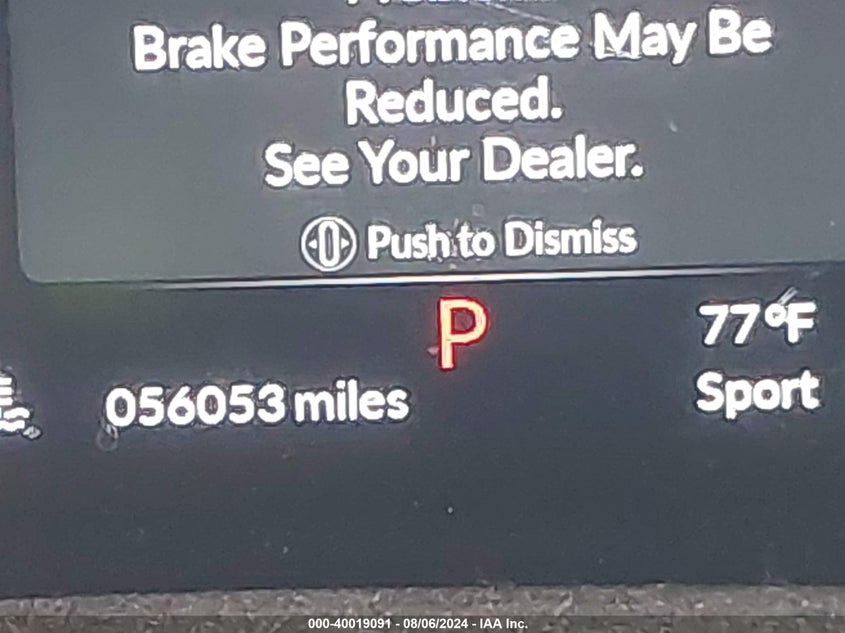 Brake Performance May Be
Reduced.
See Your Dealer.
Push to Dismiss
P
77°F
056053 miles
Sport
000-40019091 - 08/06/2024 - IAA Inc.